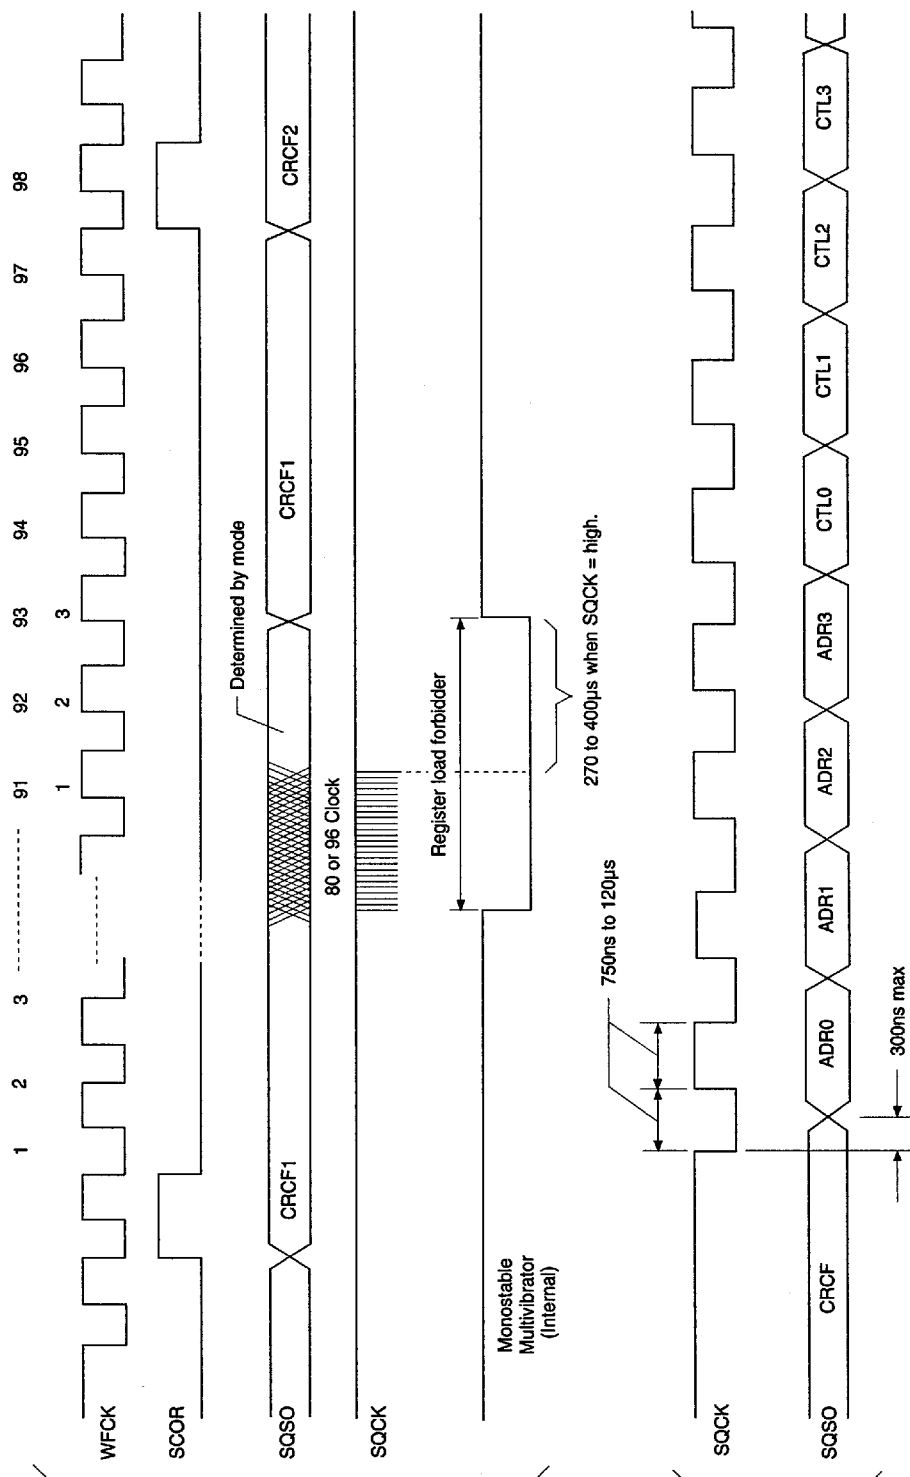 1 2 3 91 92 93 94 95 96 97 98
1 2 3
WFCK
SCOR
Determined by mode
SQSO
CRCF1
CRCF1
CRCF2
80 or 96 Clock
SQCK
Register load forbidder
Monostable
Multivibrator
(Internal)
270 to 400µs when SQCK = high.
750ns to 120µs
SQCK
SQSO
CRCF
ADR0
ADR1
ADR2
ADR3
CTL0
CTL1
CTL2
CTL3
300ns max